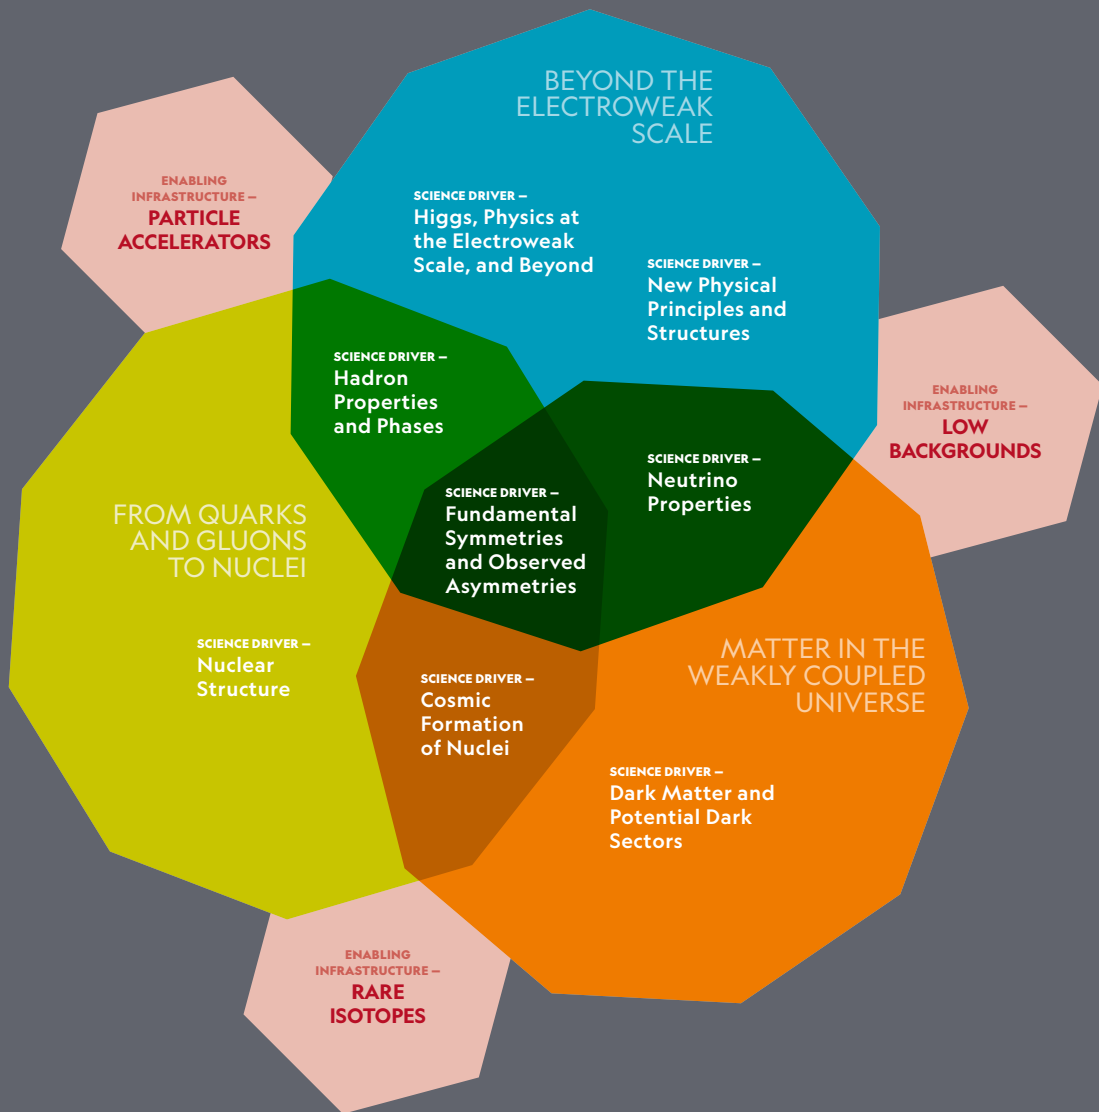 BEYOND THE
ELECTROWEAK
SCALE
ENABLING
INFRASTRUCTURE –
PARTICLE
ACCELERATORS
SCIENCE DRIVER –
Higgs, Physics at
the Electroweak
Scale, and Beyond
SCIENCE DRIVER –
New Physical
Principles and
Structures
SCIENCE DRIVER –
Hadron
Properties
and Phases
ENABLING
INFRASTRUCTURE –
LOW
BACKGROUNDS
SCIENCE DRIVER –
Neutrino
Properties
SCIENCE DRIVER –
Fundamental
Symmetries
and Observed
Asymmetries
FROM QUARKS
AND GLUONS
TO NUCLEI
SCIENCE DRIVER –
Nuclear
Structure
MATTER IN THE
WEAKLY COUPLED
UNIVERSE
SCIENCE DRIVER –
Cosmic
Formation
of Nuclei
SCIENCE DRIVER –
Dark Matter and
Potential Dark
Sectors
ENABLING
INFRASTRUCTURE –
RARE
ISOTOPES